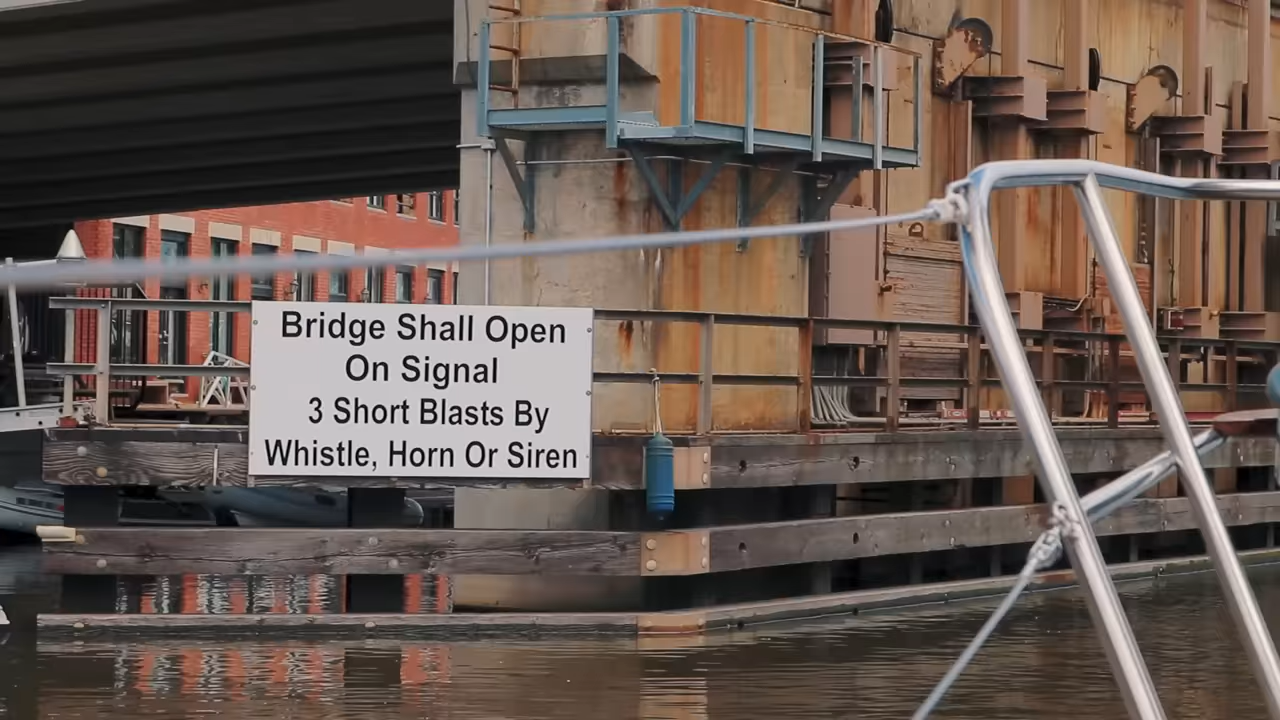 Bridge Shall Open
On Signal
3 Short Blasts By
Whistle, Horn Or Siren